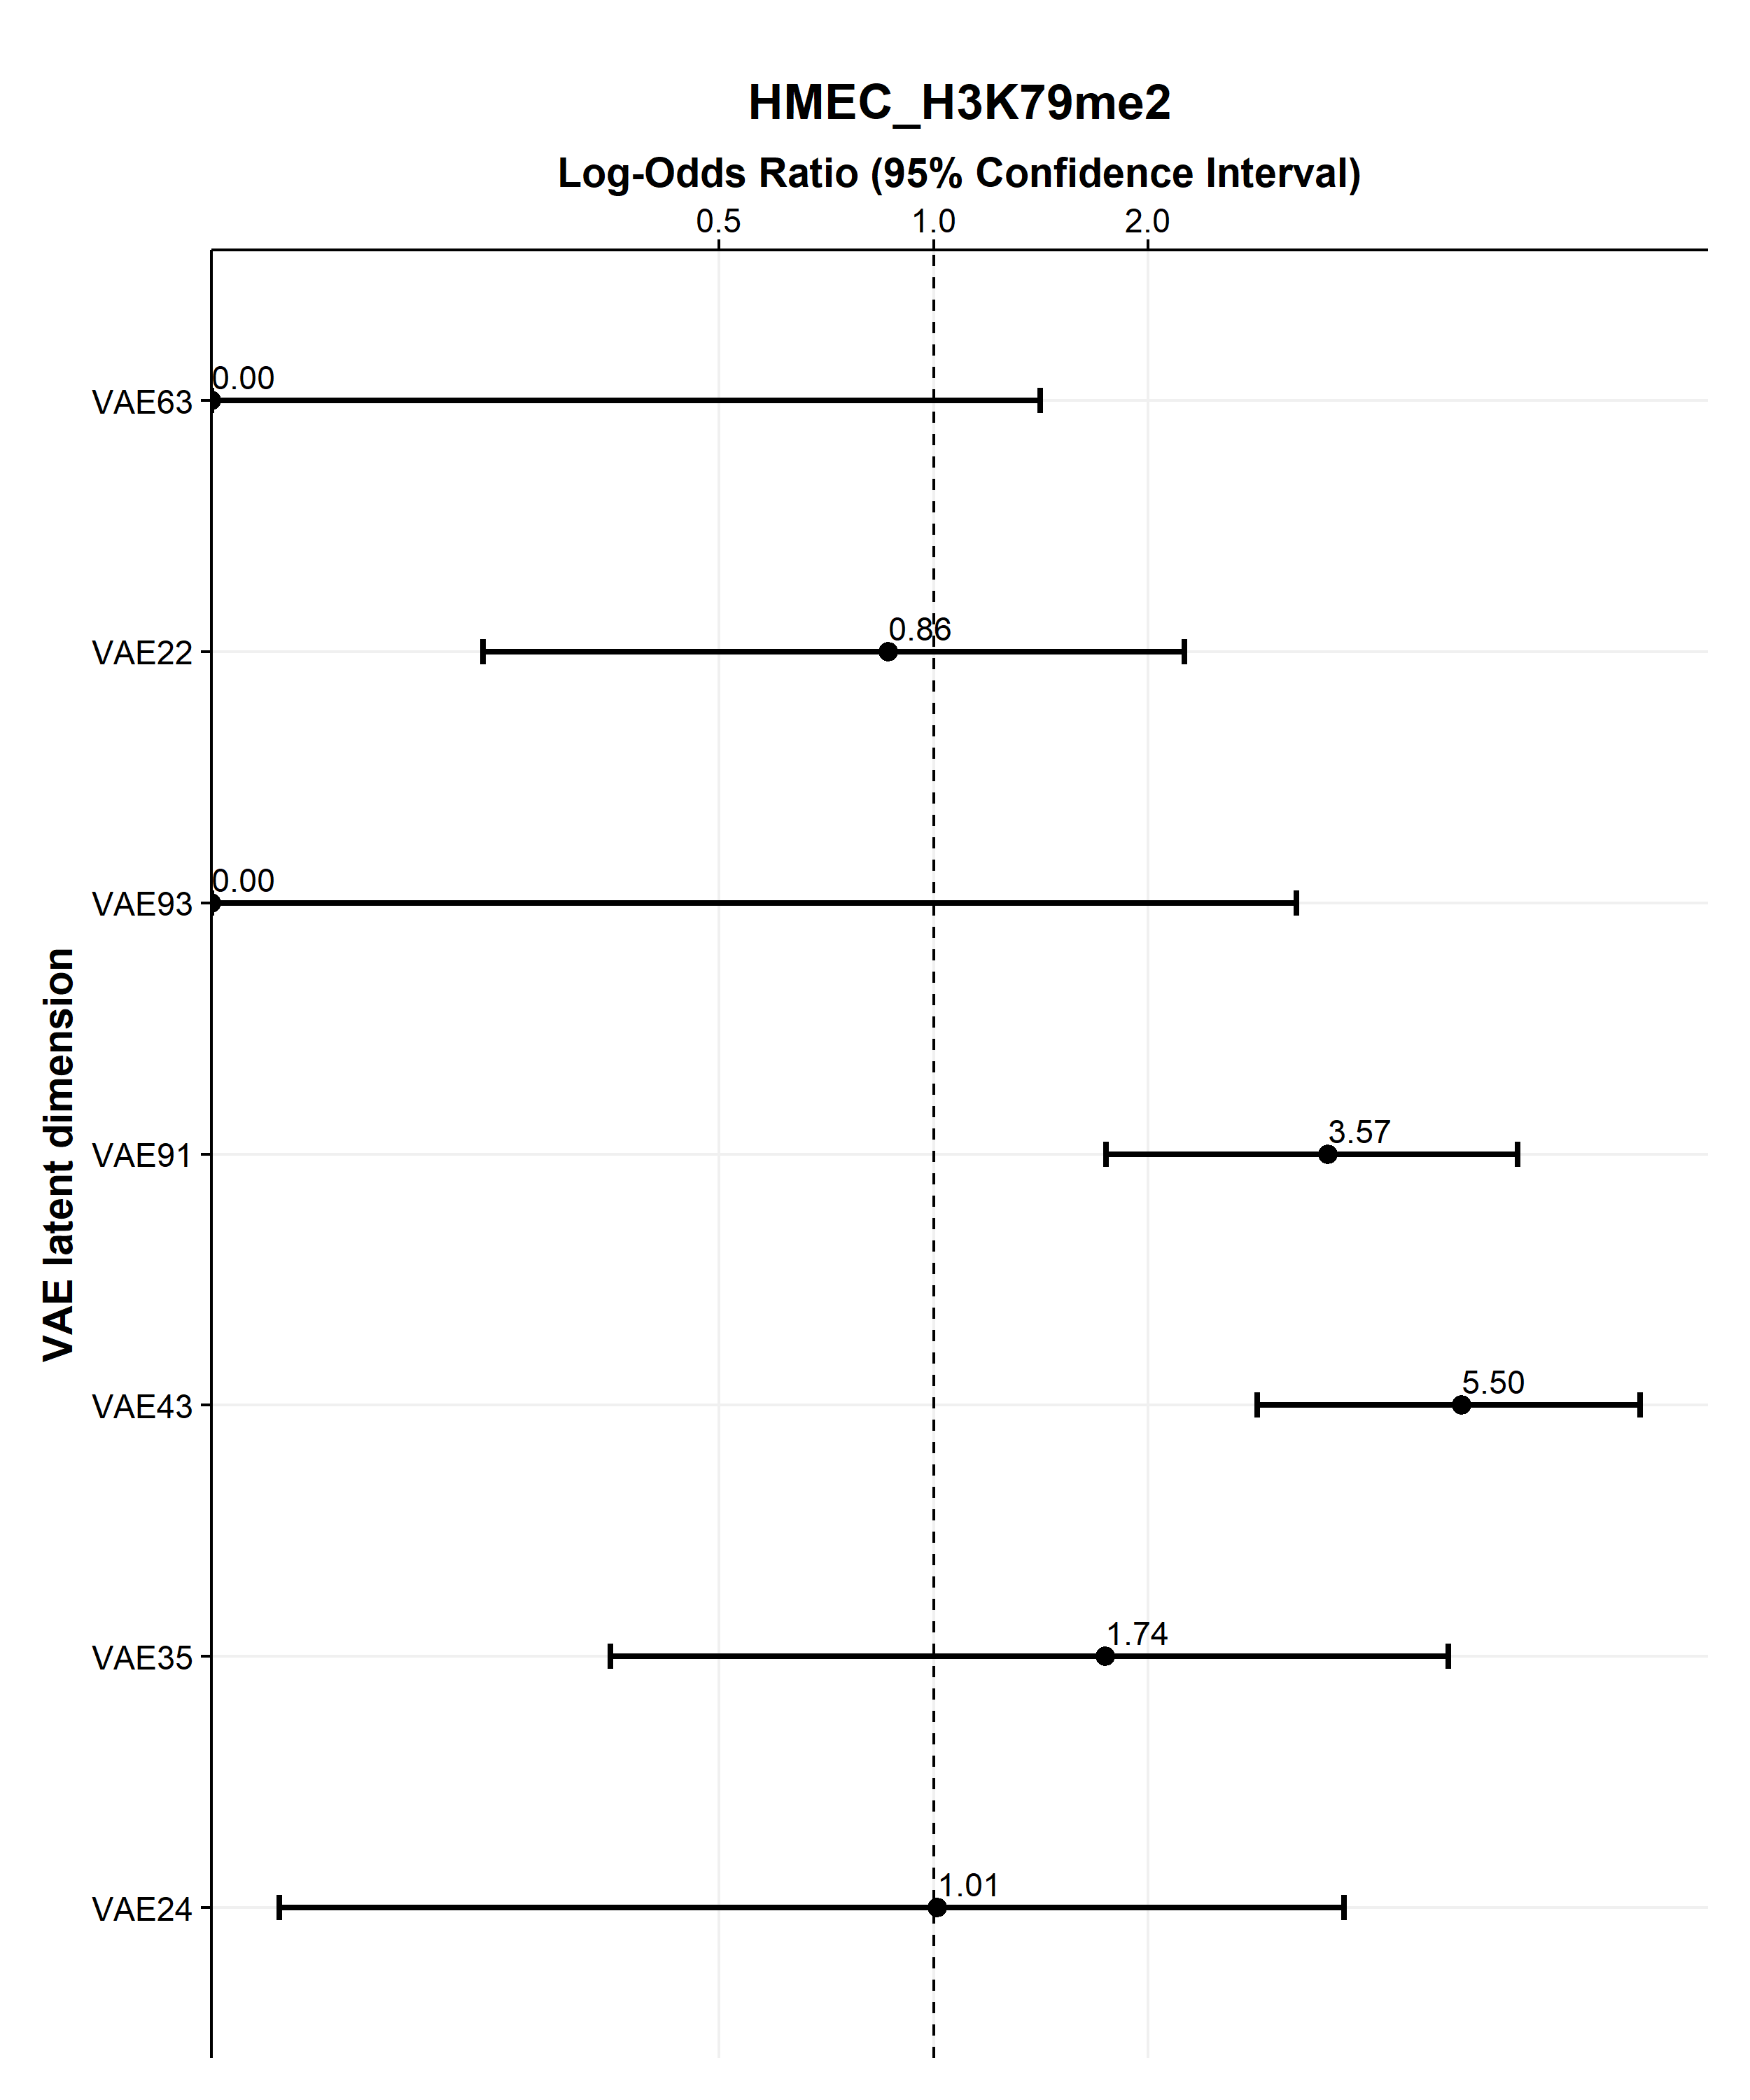 HMEC_H3K79me2
Log-Odds Ratio (95% Confidence Interval)
0.5 1.0 2.0
VAE63 0.00
VAE22 0.86
VAE93 0.00
VAE91 3.57
VAE43 5.50
VAE35 1.74
VAE24 1.01
VAE latent dimension